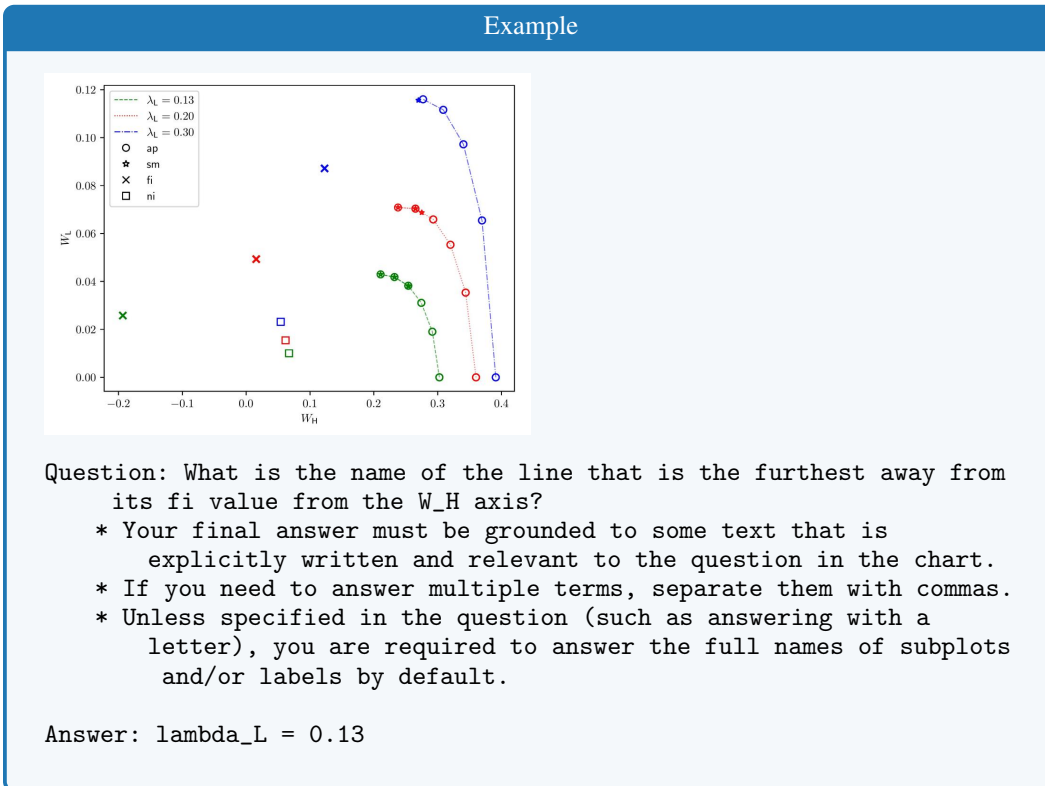 Example
0.12
0.10
0.08
0.06
0.04
0.02
0.00
W_L
λ_L = 0.13
λ_L = 0.20
λ_L = 0.30
ap
sm
fi
ni
−0.2 −0.1 0.0 0.1 0.2 0.3 0.4
W_H
Question: What is the name of the line that is the furthest away from
its fi value from the W_H axis?
* Your final answer must be grounded to some text that is
explicitly written and relevant to the question in the chart.
* If you need to answer multiple terms, separate them with commas.
* Unless specified in the question (such as answering with a
letter), you are required to answer the full names of subplots
and/or labels by default.
Answer: lambda_L = 0.13